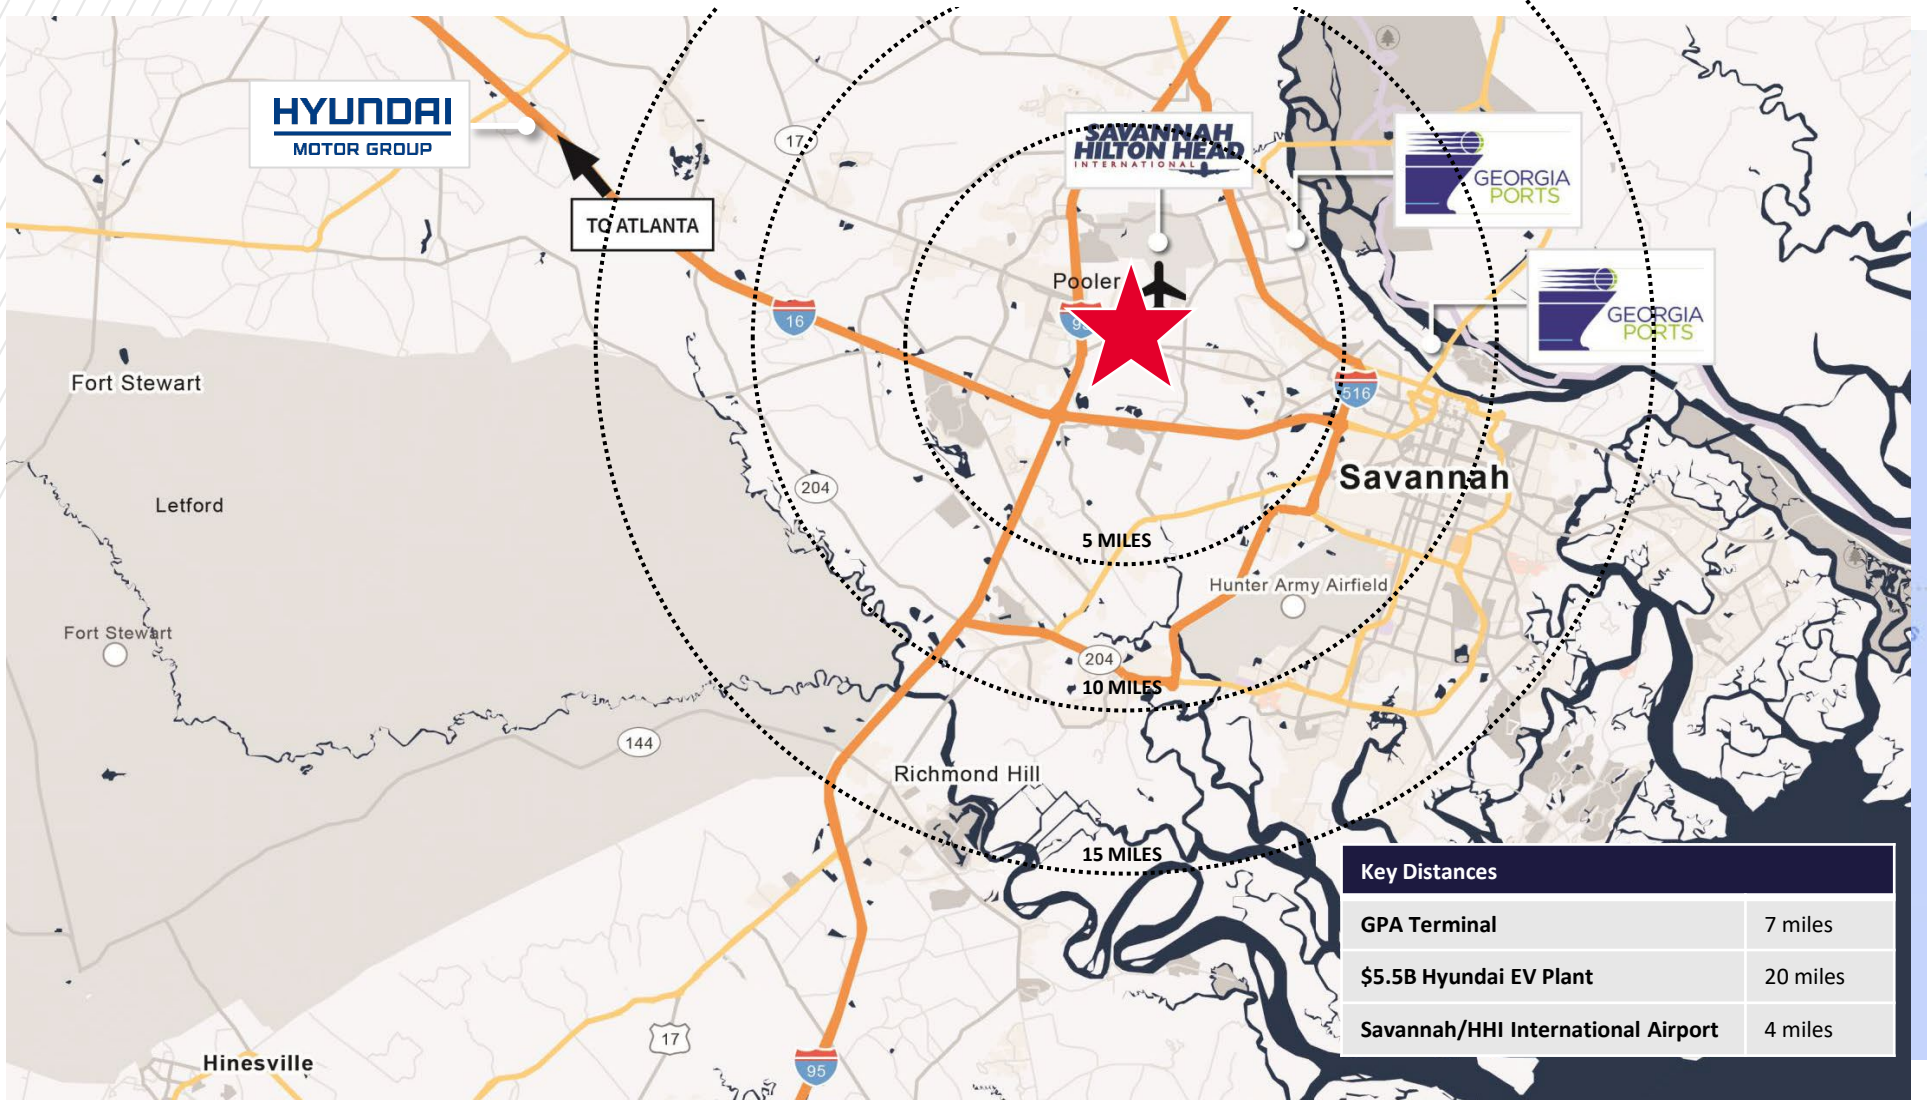 HYUNDAI
MOTOR GROUP
17
SAVANNAH
HILTON HEAD
INTERNATIONAL
GEORGIA
PORTS
TO ATLANTA
Pooler
GEORGIA
PORTS
16
95
Fort Stewart
516
Savannah
204
Letford
5 MILES
Hunter Army Airfield
Fort Stewart
204
10 MILES
144
Richmond Hill
15 MILES
Key Distances
GPA Terminal 7 miles
$5.5B Hyundai EV Plant 20 miles
Savannah/HHI International Airport 4 miles
17
Hinesville
95